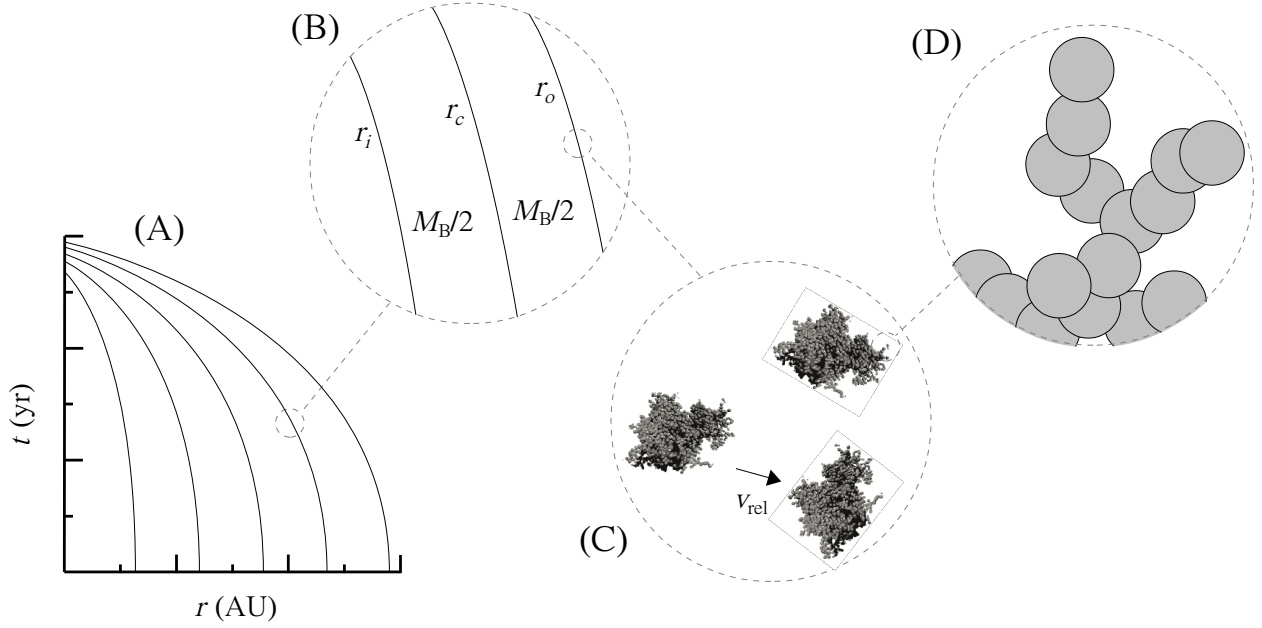 (B)
(D)
r_o
r_c
r_i
M_B/2
M_B/2
(A)
t (yr)
v_rel
(C)
r (AU)